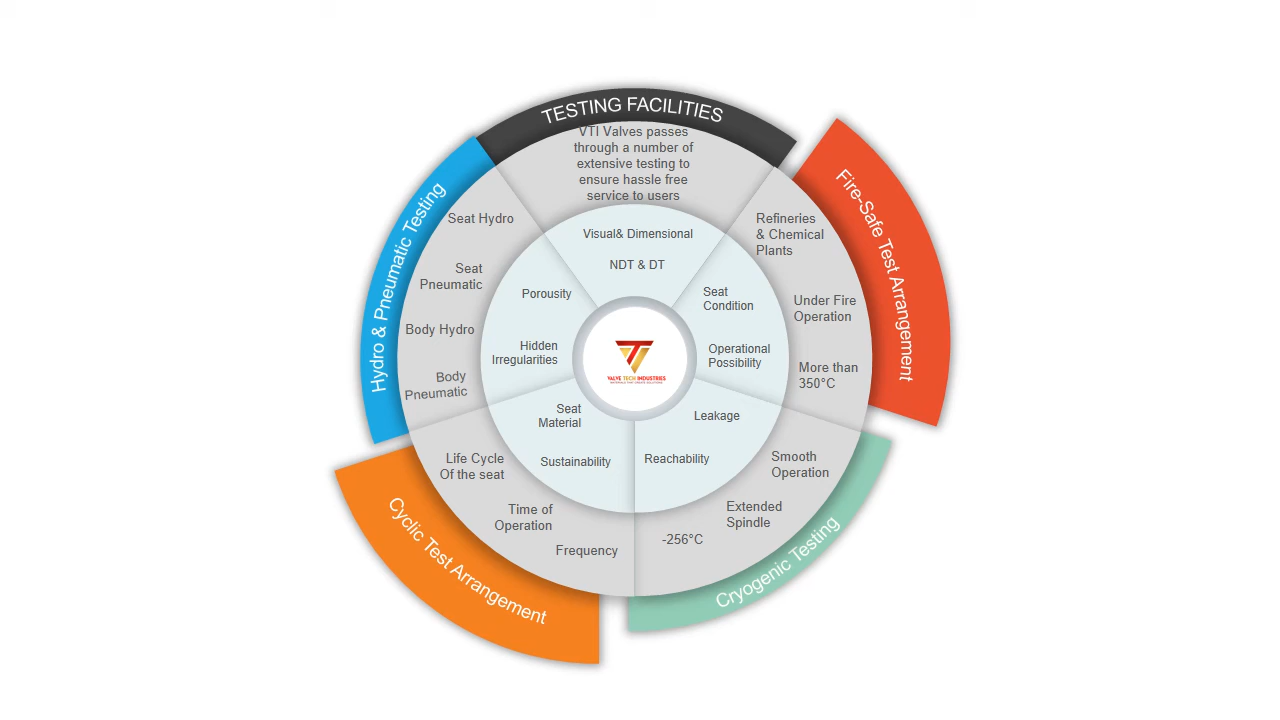 TESTING FACILITIES
VTI Valves passes
through a number of
extensive testing to
ensure hassle free
service to users
Visual& Dimensional
NDT & DT
Fire-Safe Test Arrangement
Refineries
& Chemical
Plants
Under Fire
Operation
More than
350°C
Seat
Condition
Operational
Possibility
Cryogenic Testing
Smooth
Operation
Extended
Spindle
-256°C
Leakage
Reachability
Cyclic Test Arrangement
Life Cycle
Of the seat
Time of
Operation
Frequency
Seat
Material
Sustainability
Hydro & Pneumatic Testing
Seat Hydro
Seat
Pneumatic
Body Hydro
Body
Pneumatic
Porousity
Hidden
Irregularities
VALVE TECH INDUSTRIES
MATERIALS THAT CREATE SOLUTIONS